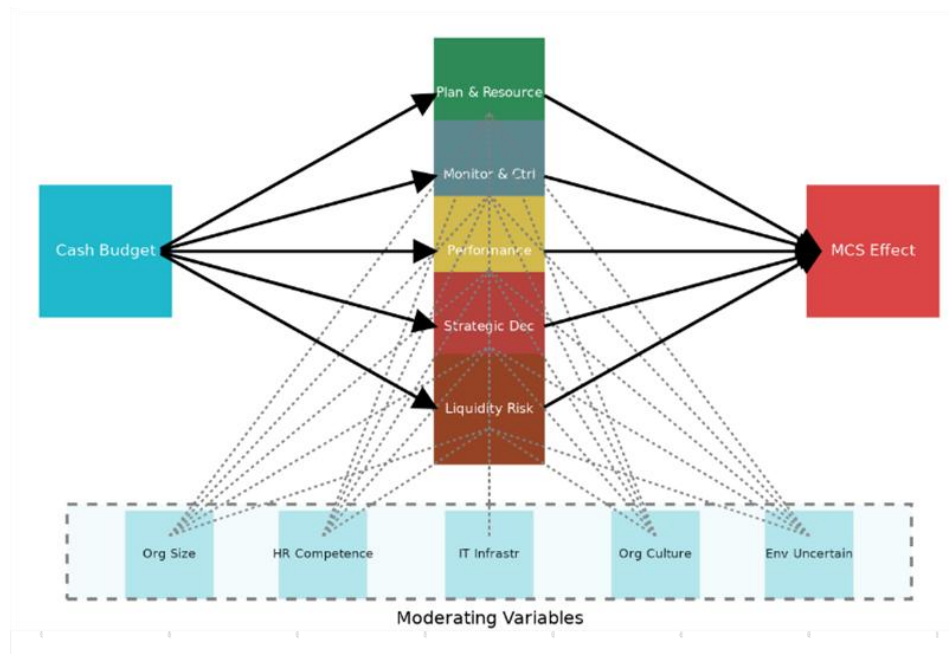 Plan & Resource
Monitor & Ctrl
Cash Budget
Performance
MCS Effect
Strategic Dec
Liquidity Risk
Org Size
HR Competence
IT Infrastr
Org Culture
Env Uncertain
Moderating Variables